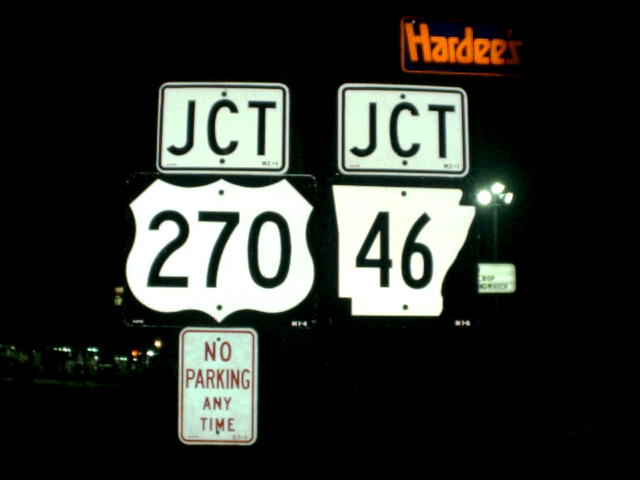 Hardee's
JCT
JCT
270
46
NO
PARKING
ANY
TIME